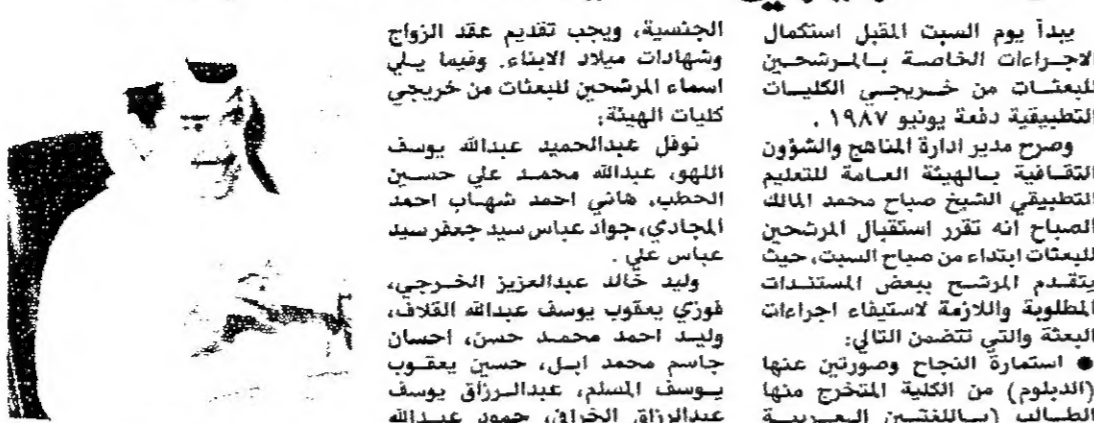 يبدأ يوم السبت المقبل استكمال
الاجراءات الخاصة بالمرشحين
للبعثات من خريجي الكليات
التطبيقية دفعة يونيو ١٩٨٧ .
وصرح مدير ادارة المناهج والشؤون
الثقافية بالهيئة العامة للتعليم
التطبيقي الشيخ صباح محمد المالك
الصباح انه تقرر استقبال المرشحين
للبعثات ابتداء من صباح السبت، حيث
يتقدم المرشح ببعض المستندات
المطلوبة واللازمة لاستيفاء اجراءات
البعثة والتي تتضمن التالي:
● استمارة النجاح وصورتين عنها
(الدبلوم) من الكلية المتخرج منها
الطالب (باللغتين العربية
الجنسية، ويجب تقديم عقد الزواج
وشهادات ميلاد الابناء. وفيما يلي
اسماء المرشحين للبعثات من خريجي
كليات الهيئة:
نوفل عبدالحميد عبدالله يوسف
اللهو، عبدالله محمد علي حسين
الحطب، هاني احمد شهاب احمد
المجادي، جواد عباس سيد جعفر سيد
عباس علي .
وليد خالد عبدالعزيز الخرجي،
فوزي يعقوب يوسف عبدالله القلاف،
وليد احمد محمد حسن، احسان
جاسم محمد ابل، حسين يعقوب
يوسف المسلم، عبدالرزاق يوسف
عبدالرزاق الخرافي، حمود عبدالله